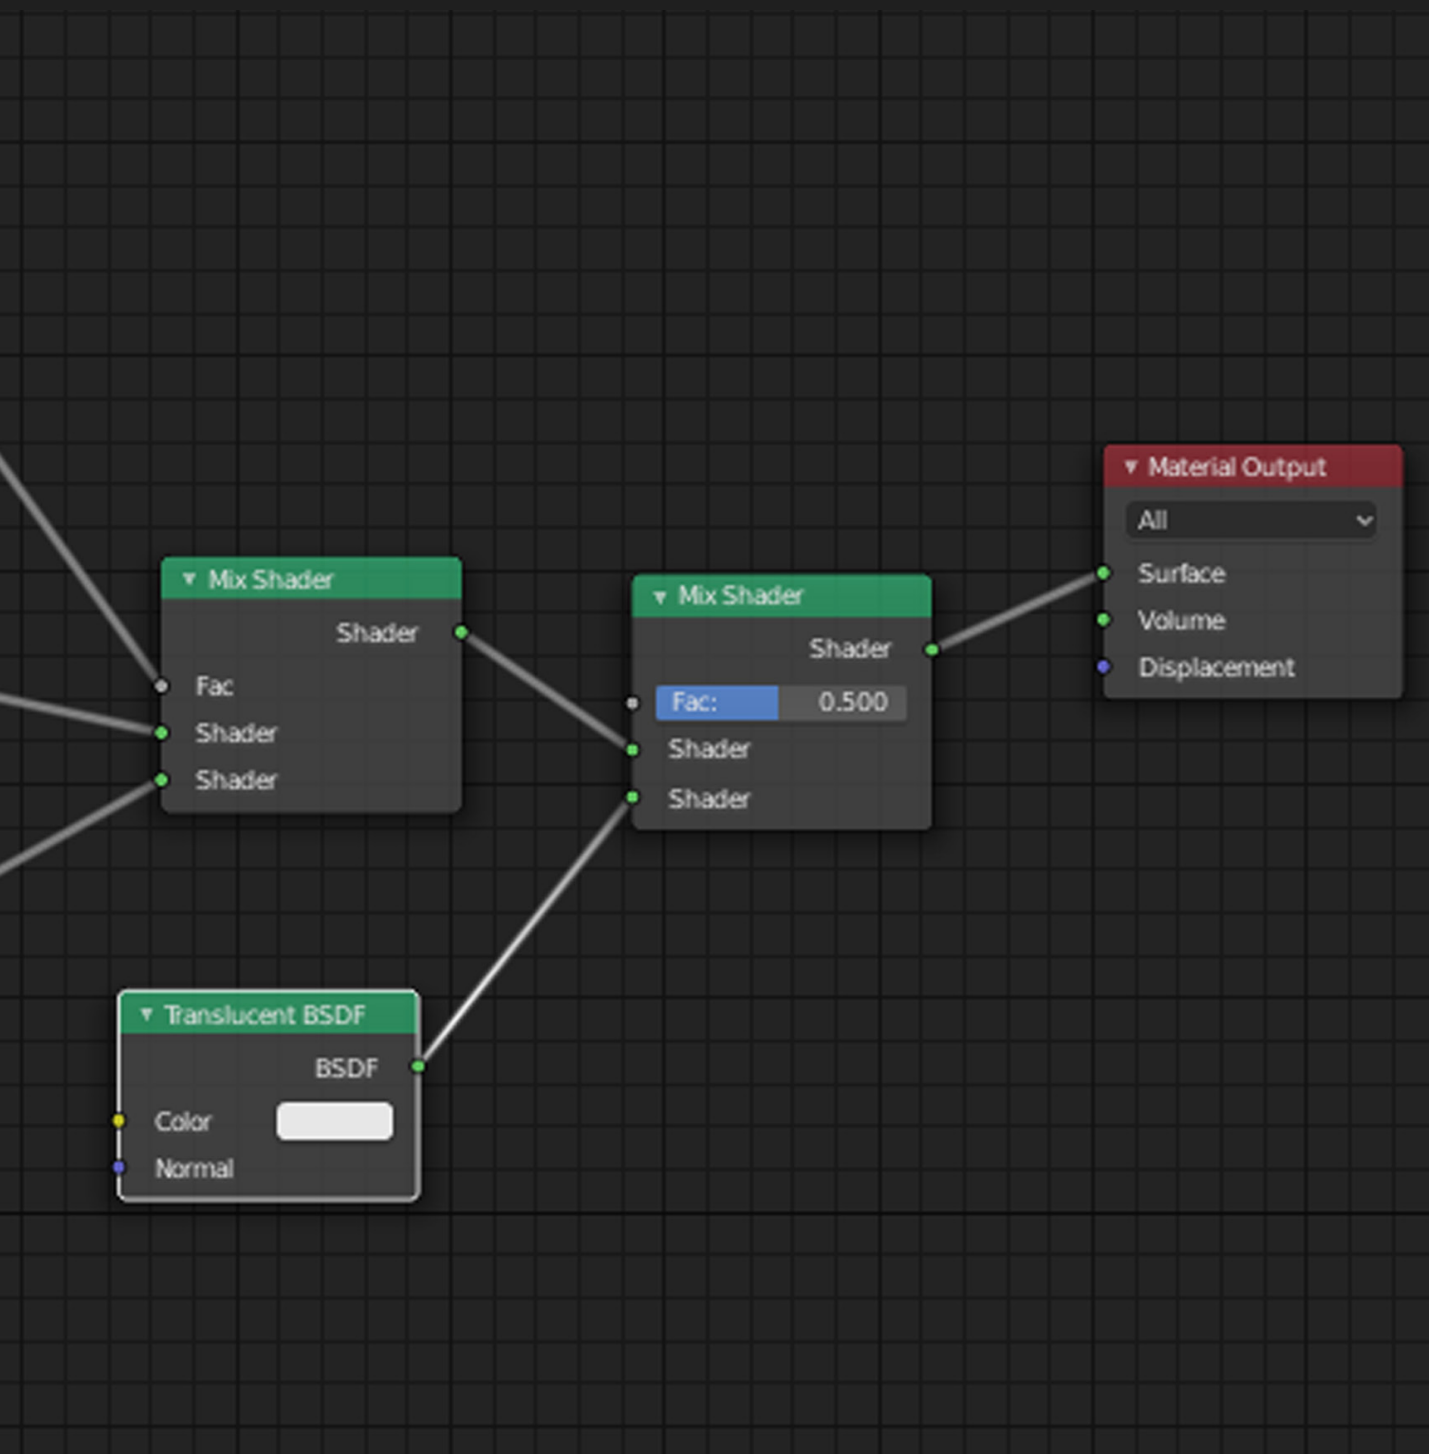 Mix Shader
Shader
Fac
Shader
Shader
Mix Shader
Shader
Fac: 0.500
Shader
Shader
Material Output
All
Surface
Volume
Displacement
Translucent BSDF
BSDF
Color
Normal